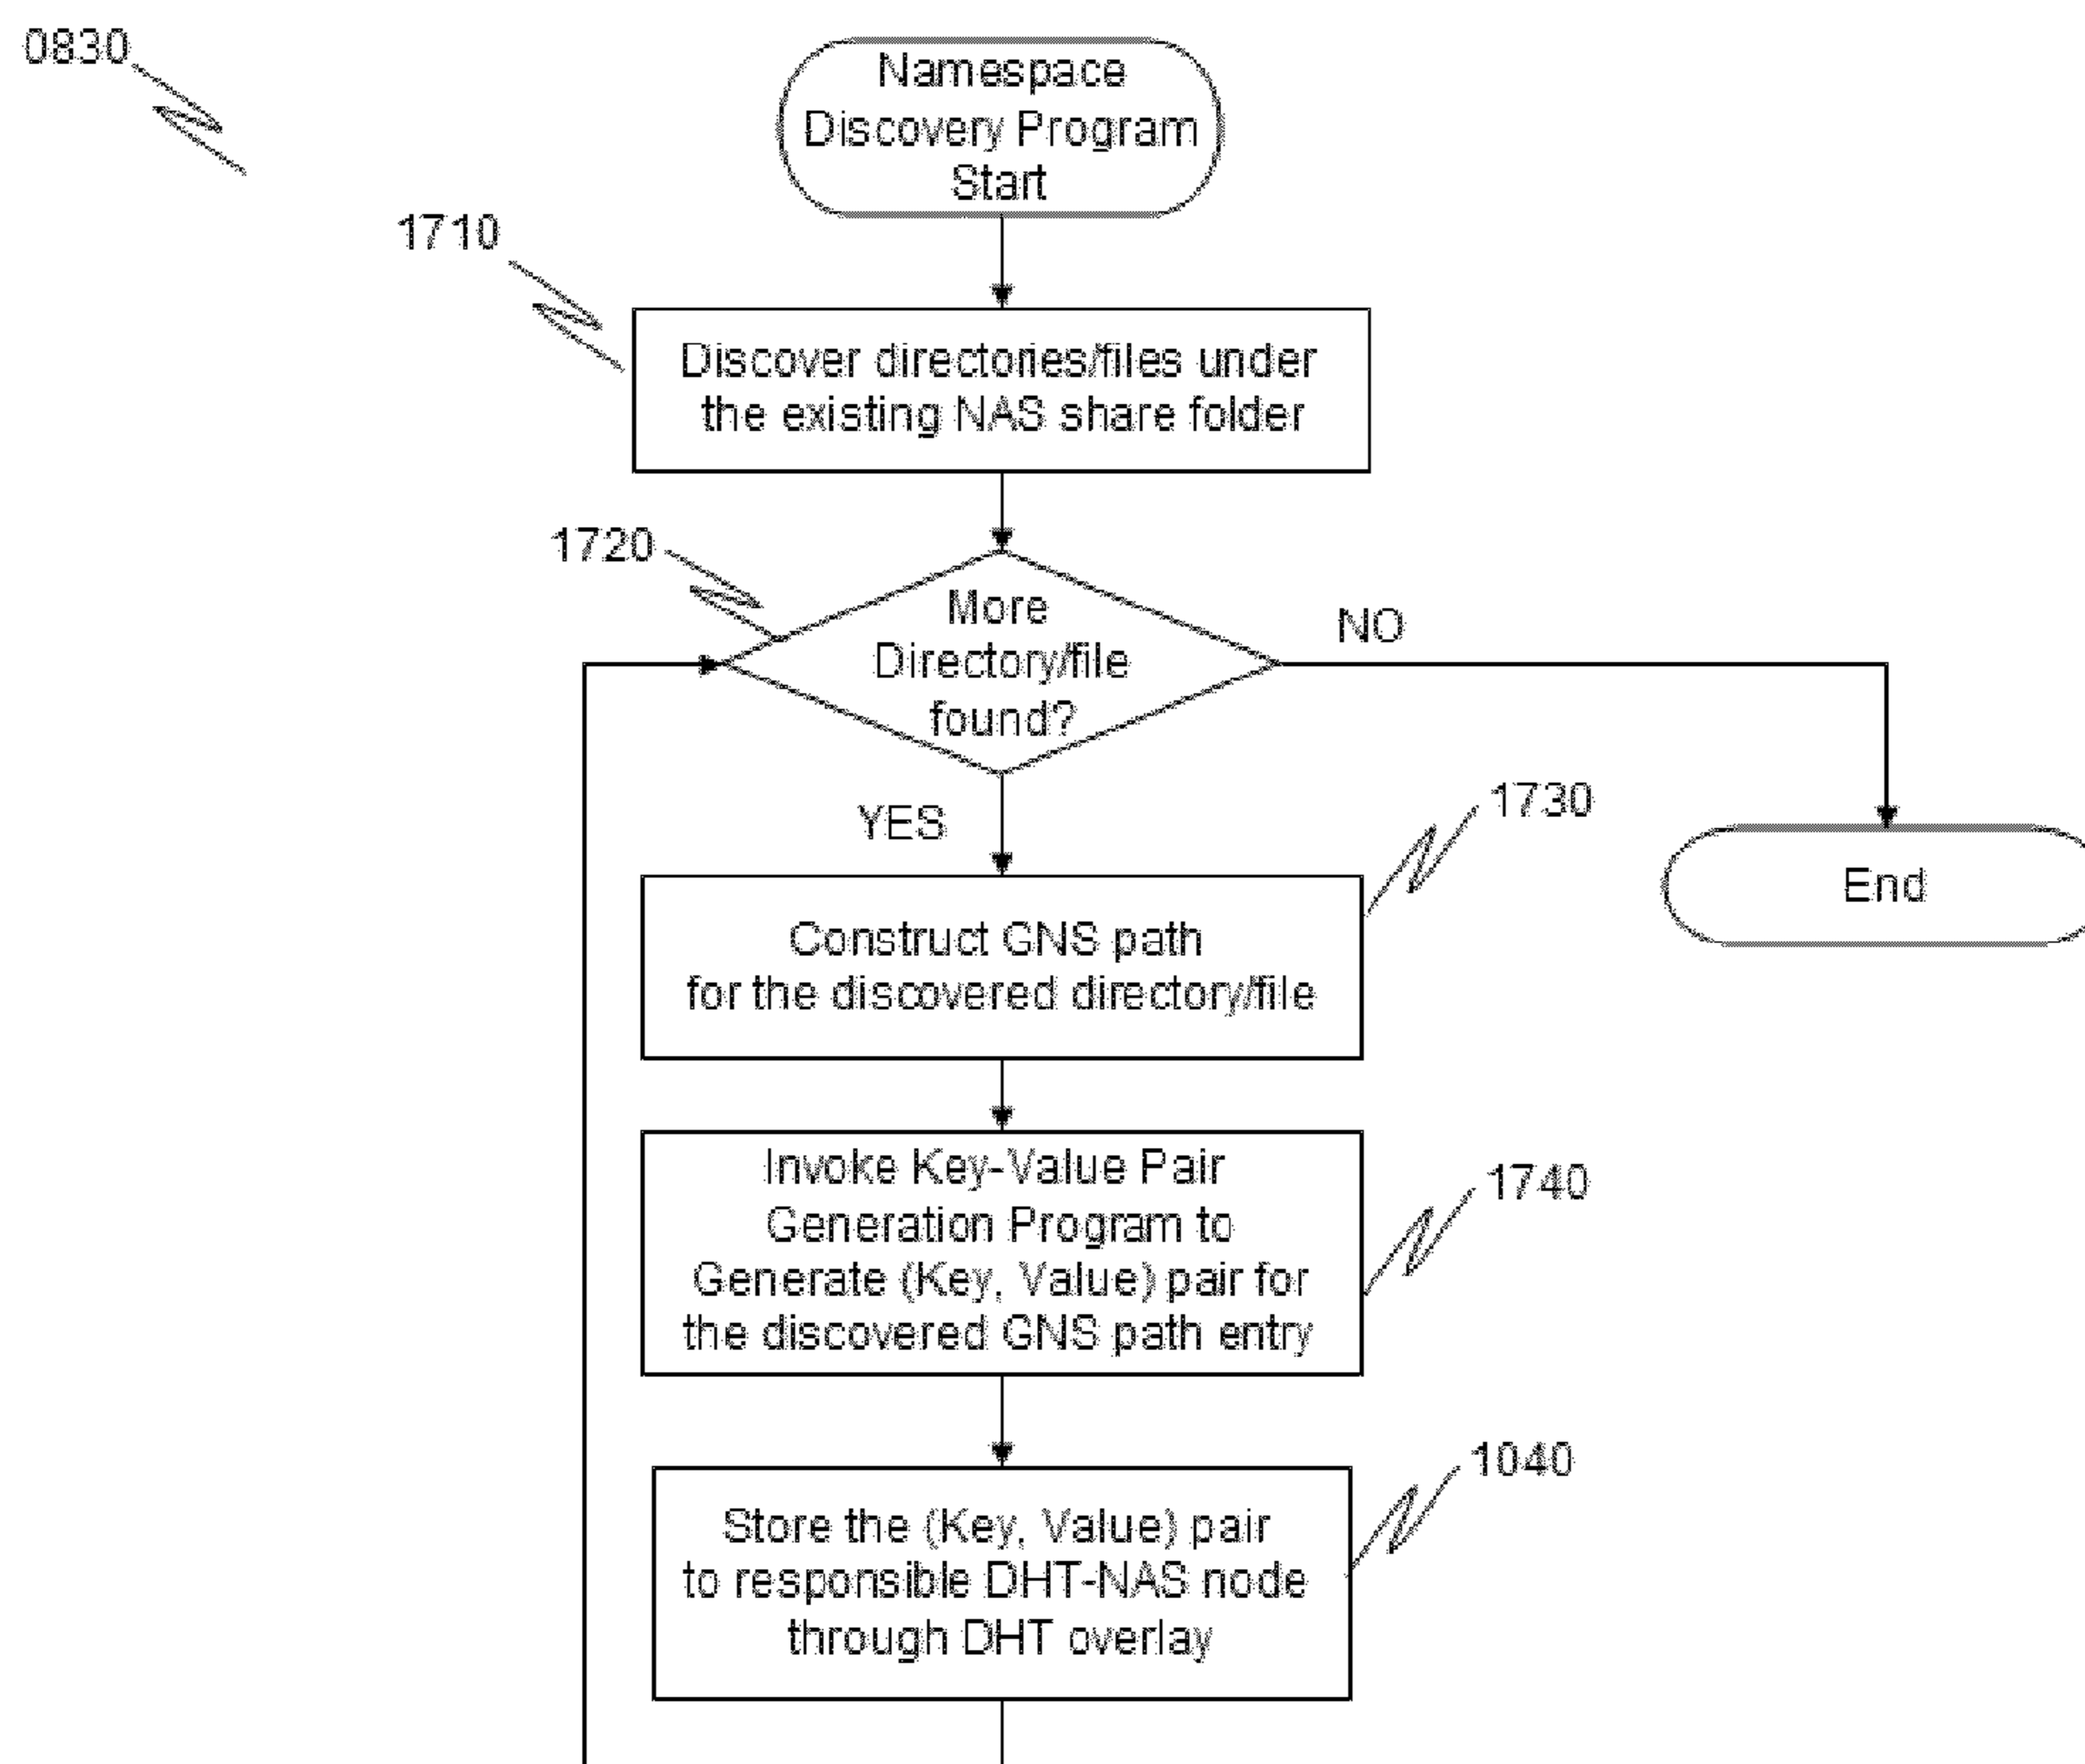 0830
Namespace
Discovery Program
Start
1710
Discover directories/files under
the existing NAS share folder
1720
More
Directory/file
found?
NO
YES
1730
Construct GNS path
for the discovered directory/file
End
Invoke Key-Value Pair
Generation Program to
Generate (Key, Value) pair for
the discovered GNS path entry
1740
1040
Store the (Key, Value) pair
to responsible DHT-NAS node
through DHT overlay